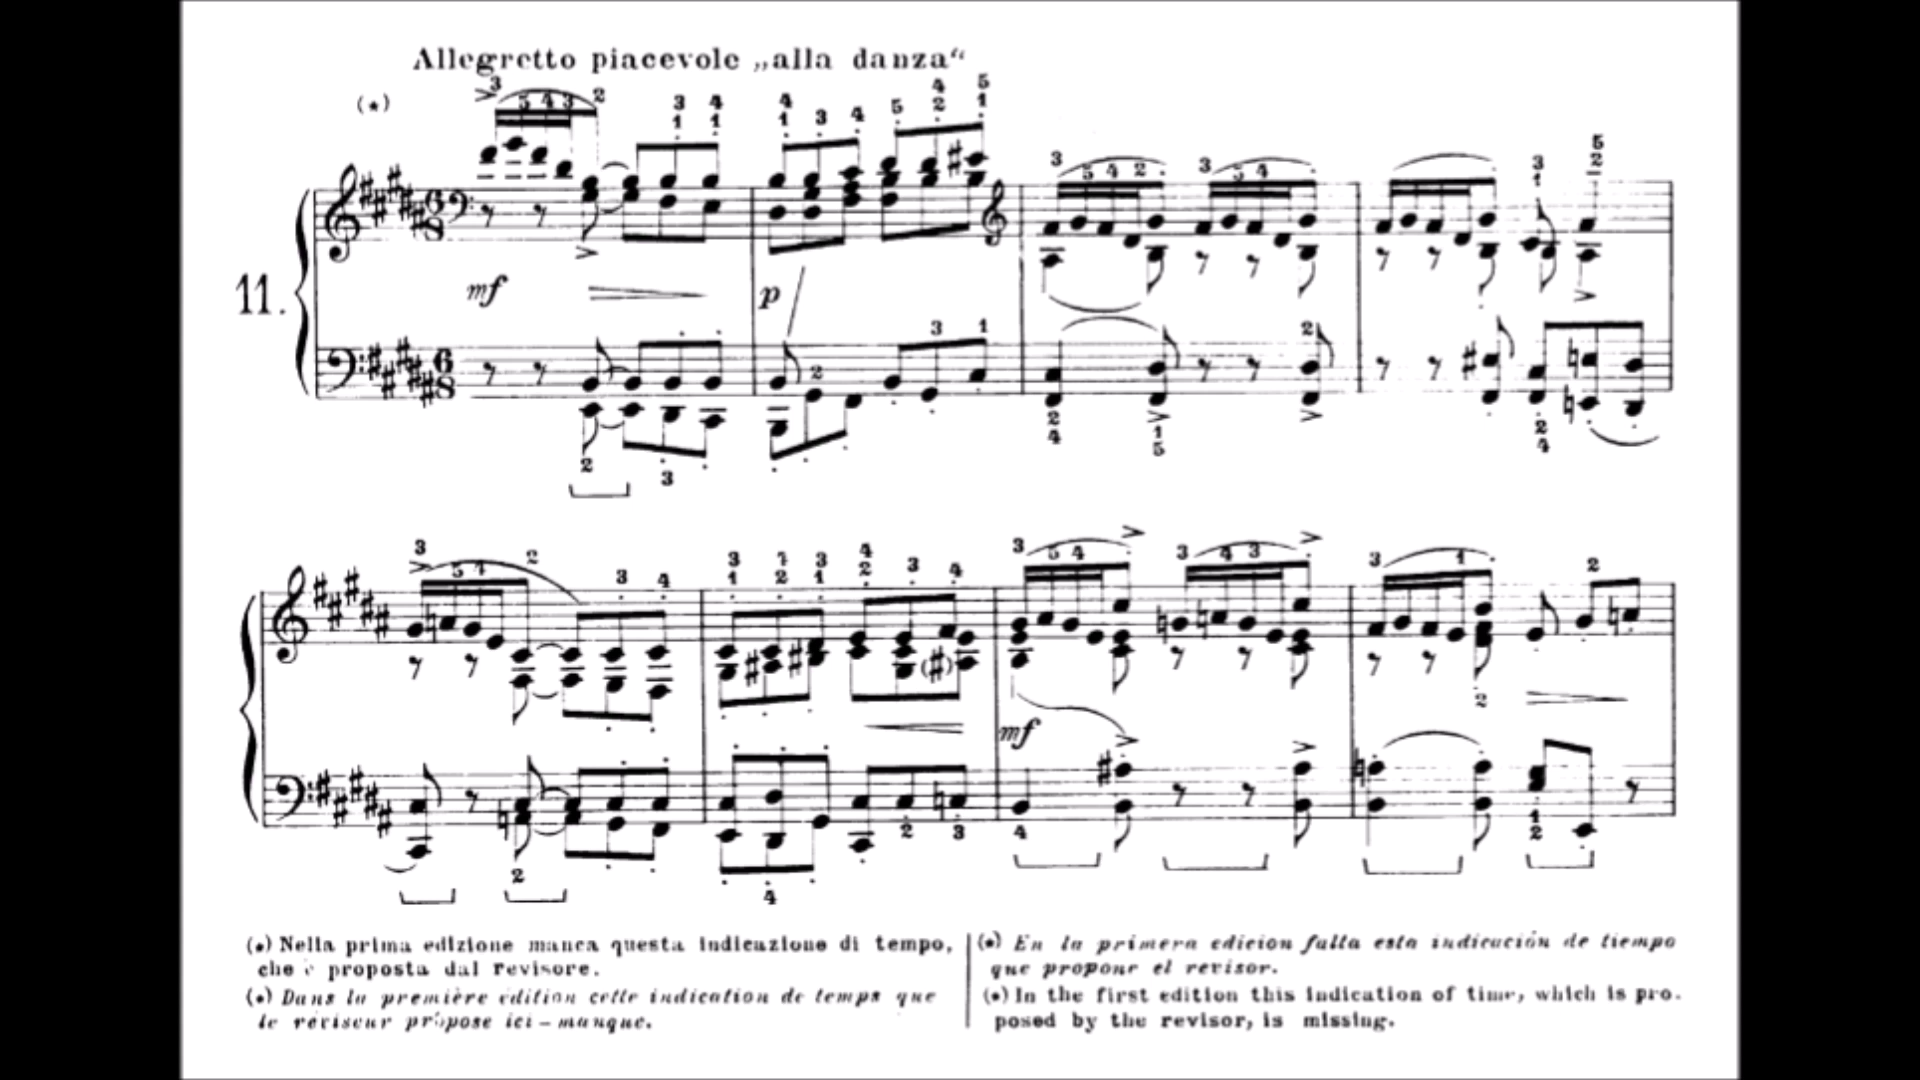 Allegretto piacevole „alla danza“
(*)
11.
mf
p
mf
(*) Nella prima edizione manca questa indicazione di tempo,
che è proposta dal revisore.
(*) Dans la première édition cette indication de temps que
le réviseur propose ici - manque.
(*) En la primera edicion falta esta indicación de tiempo
que propone el revisor.
(*) In the first edition this indication of time, which is pro-
posed by the revisor, is missing.